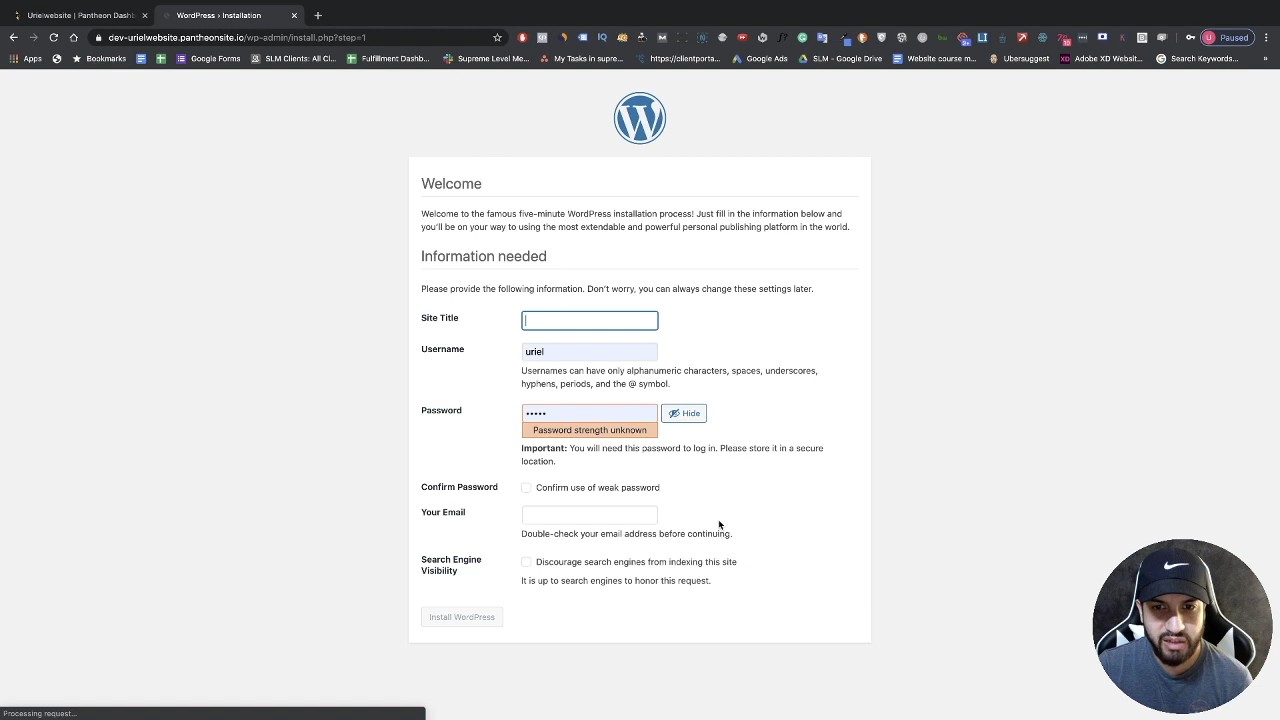 Urielwebsite | Pantheon Dashb
WordPress › Installation
dev-urielwebsite.pantheonsite.io/wp-admin/install.php?step=1
Paused
Apps
Bookmarks
Google Forms
SLM Clients: All Cl...
Fulfillment Dashb...
Supreme Level Me...
My Tasks in supre...
https://clientporta...
Google Ads
SLM - Google Drive
Website course m...
Ubersuggest
Adobe XD Websit...
Search Keywords...
»
Welcome
Welcome to the famous five-minute WordPress installation process! Just fill in the information below and
you'll be on your way to using the most extendable and powerful personal publishing platform in the world.
Information needed
Please provide the following information. Don't worry, you can always change these settings later.
Site Title
Username
uriel
Usernames can have only alphanumeric characters, spaces, underscores,
hyphens, periods, and the @ symbol.
Password
•••••
Hide
Password strength unknown
Important: You will need this password to log in. Please store it in a secure
location.
Confirm Password
Confirm use of weak password
Your Email
Double-check your email address before continuing.
Search Engine
Visibility
Discourage search engines from indexing this site
It is up to search engines to honor this request.
Install WordPress
Processing request...